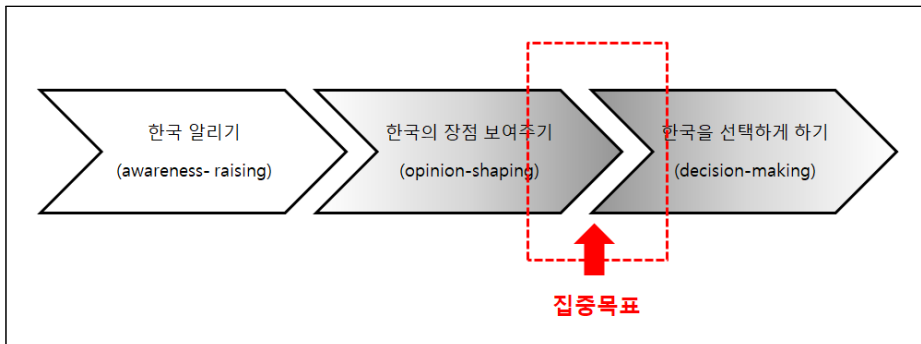 한국 알리기
(awareness- raising)
한국의 장점 보여주기
(opinion-shaping)
한국을 선택하게 하기
(decision-making)
집중목표